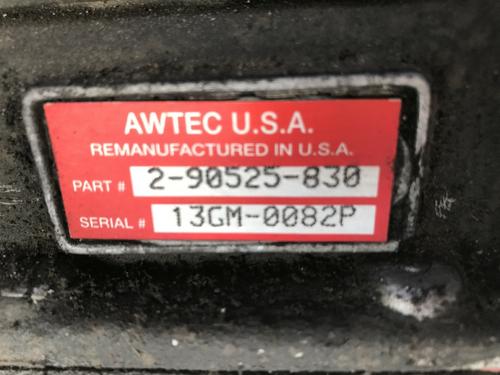 AWTEC U.S.A.
REMANUFACTURED IN U.S.A.
PART # 2-90525-830
SERIAL # 13GM-0082P